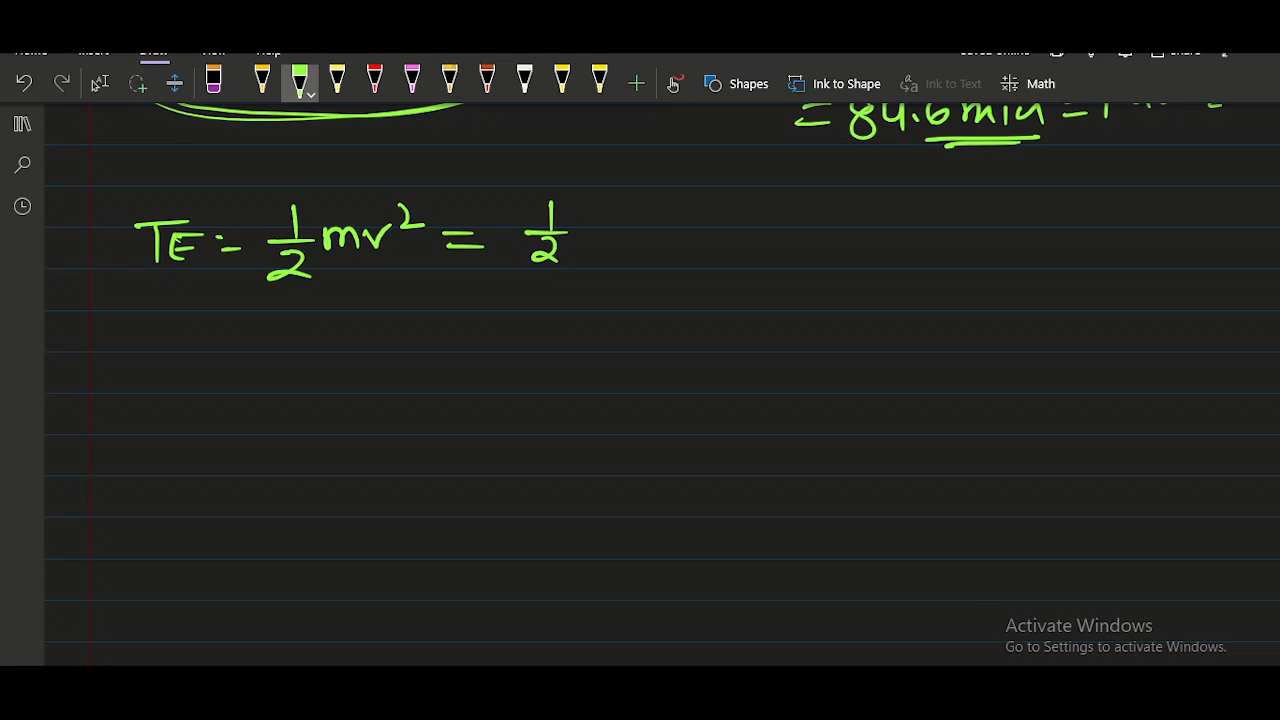 Shapes Ink to Shape Ink to Text Math
= 84.6 min =
TE = 1/2 mv² = 1/2
Activate Windows
Go to Settings to activate Windows.